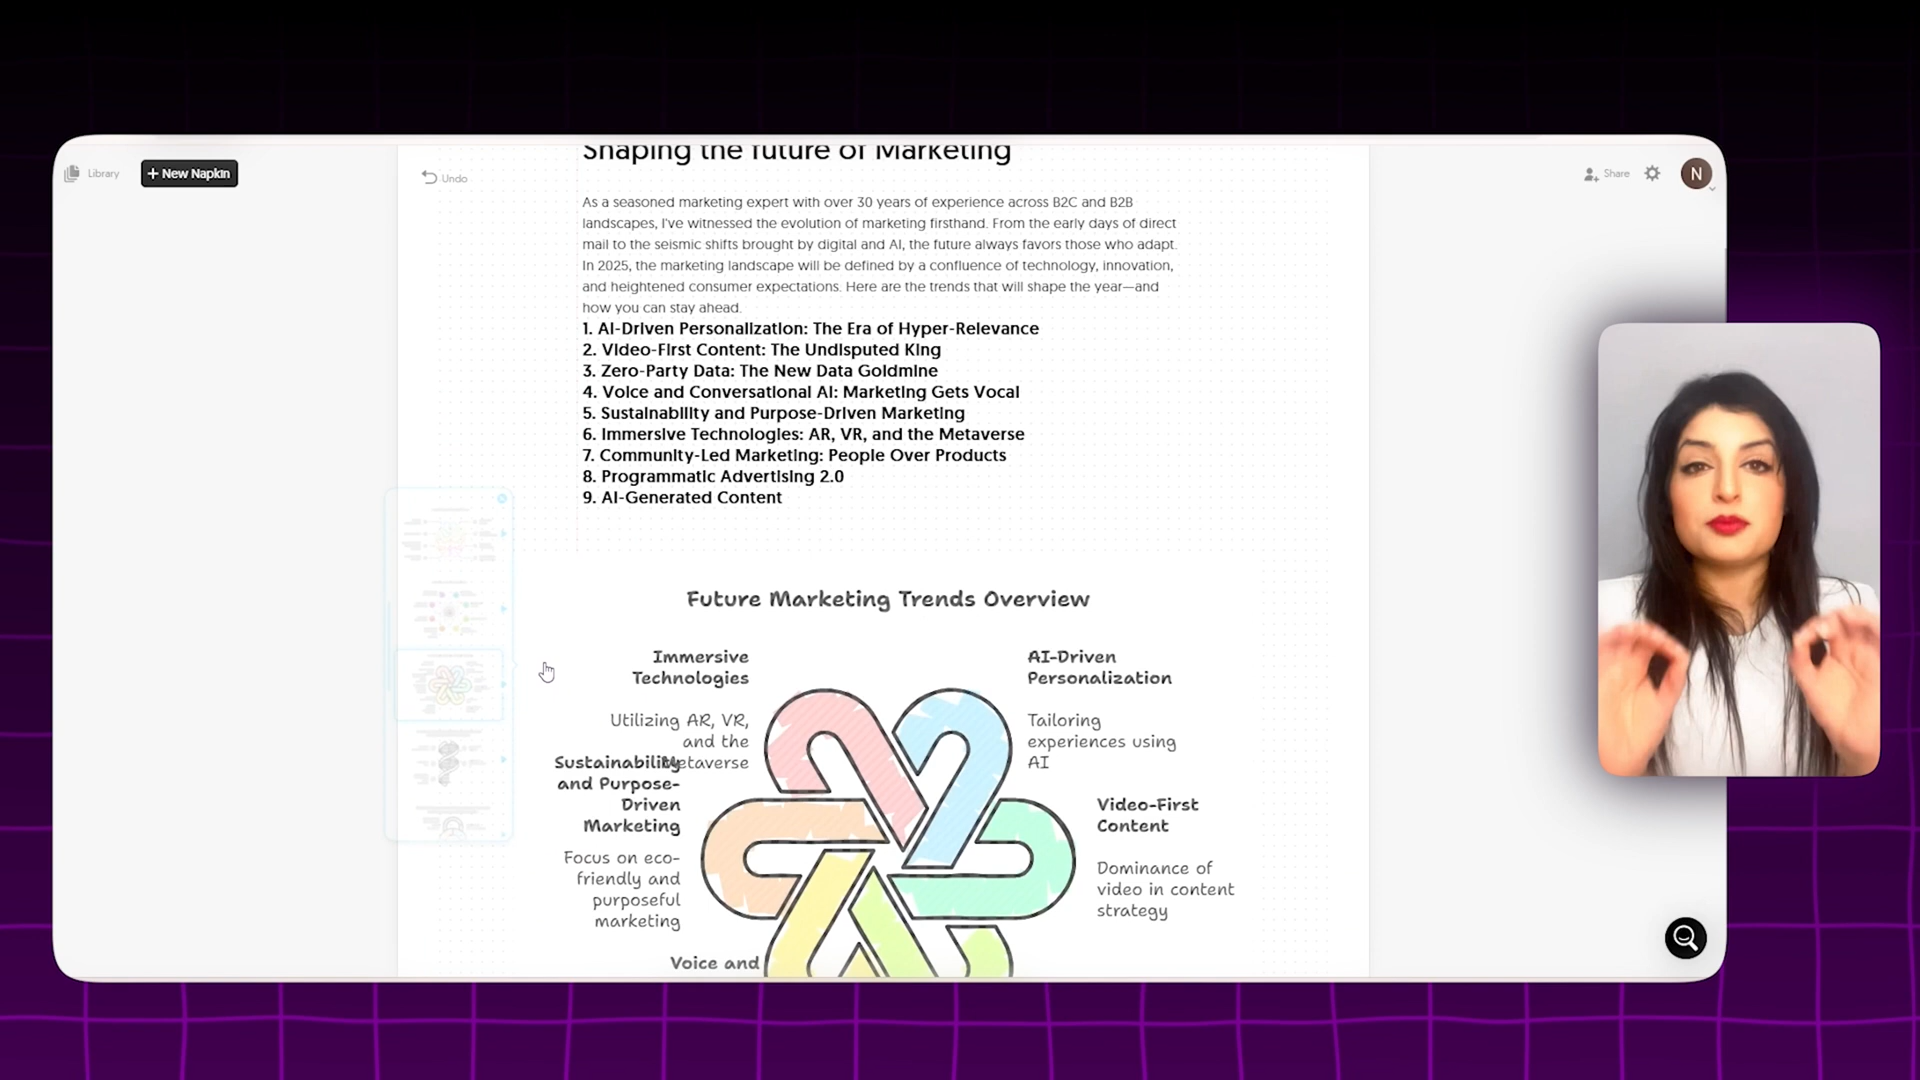 Library
+ New Napkin
Undo
Share
N
Shaping the future of Marketing
As a seasoned marketing expert with over 30 years of experience across B2C and B2B
landscapes, I've witnessed the evolution of marketing firsthand. From the early days of direct
mail to the seismic shifts brought by digital and AI, the future always favors those who adapt.
In 2025, the marketing landscape will be defined by a confluence of technology, innovation,
and heightened consumer expectations. Here are the trends that will shape the year—and
how you can stay ahead.
1. AI-Driven Personalization: The Era of Hyper-Relevance
2. Video-First Content: The Undisputed King
3. Zero-Party Data: The New Data Goldmine
4. Voice and Conversational AI: Marketing Gets Vocal
5. Sustainability and Purpose-Driven Marketing
6. Immersive Technologies: AR, VR, and the Metaverse
7. Community-Led Marketing: People Over Products
8. Programmatic Advertising 2.0
9. AI-Generated Content
Future Marketing Trends Overview
Immersive
Technologies
Utilizing AR, VR,
and the
Metaverse
AI-Driven
Personalization
Tailoring
experiences using
AI
Sustainability
and Purpose-
Driven
Marketing
Focus on eco-
friendly and
purposeful
marketing
Video-First
Content
Dominance of
video in content
strategy
Voice and